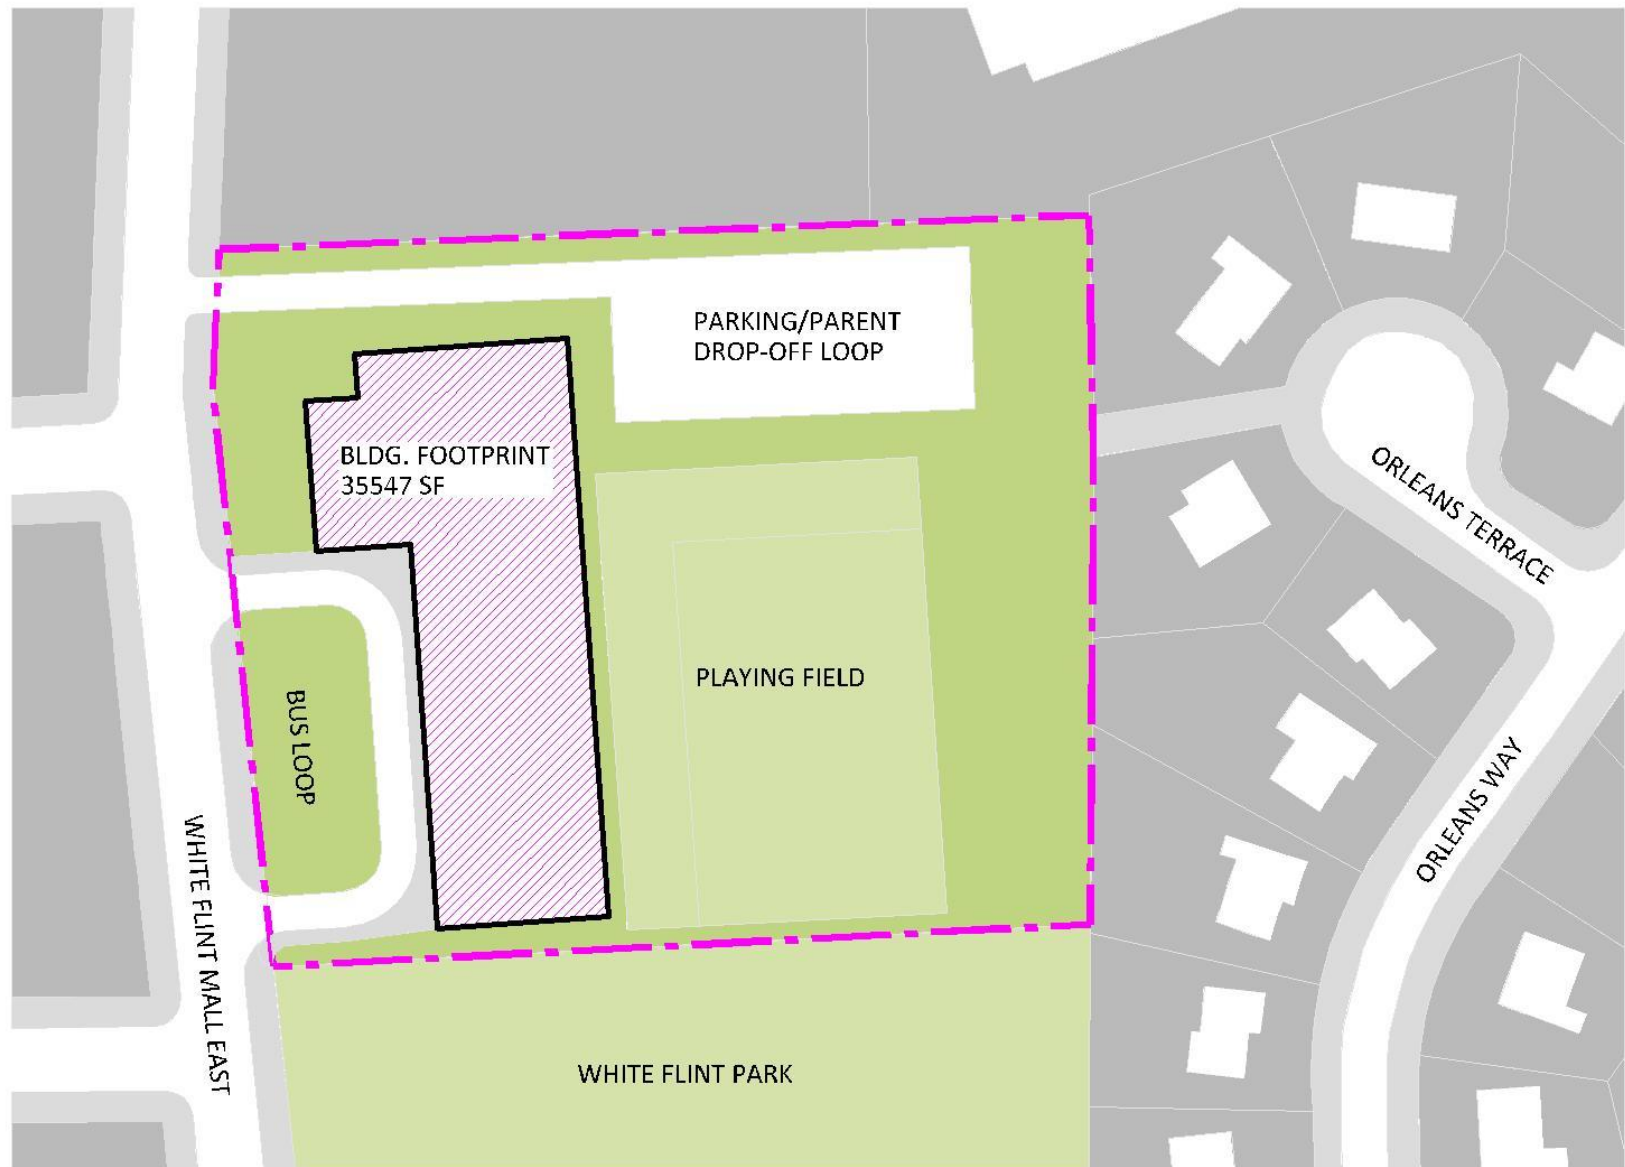 PARKING/PARENT
DROP-OFF LOOP
BLDG. FOOTPRINT
35547 SF
ORLEANS TERRACE
PLAYING FIELD
BUS LOOP
ORLEANS WAY
WHITE FLINT MALL EAST
WHITE FLINT PARK